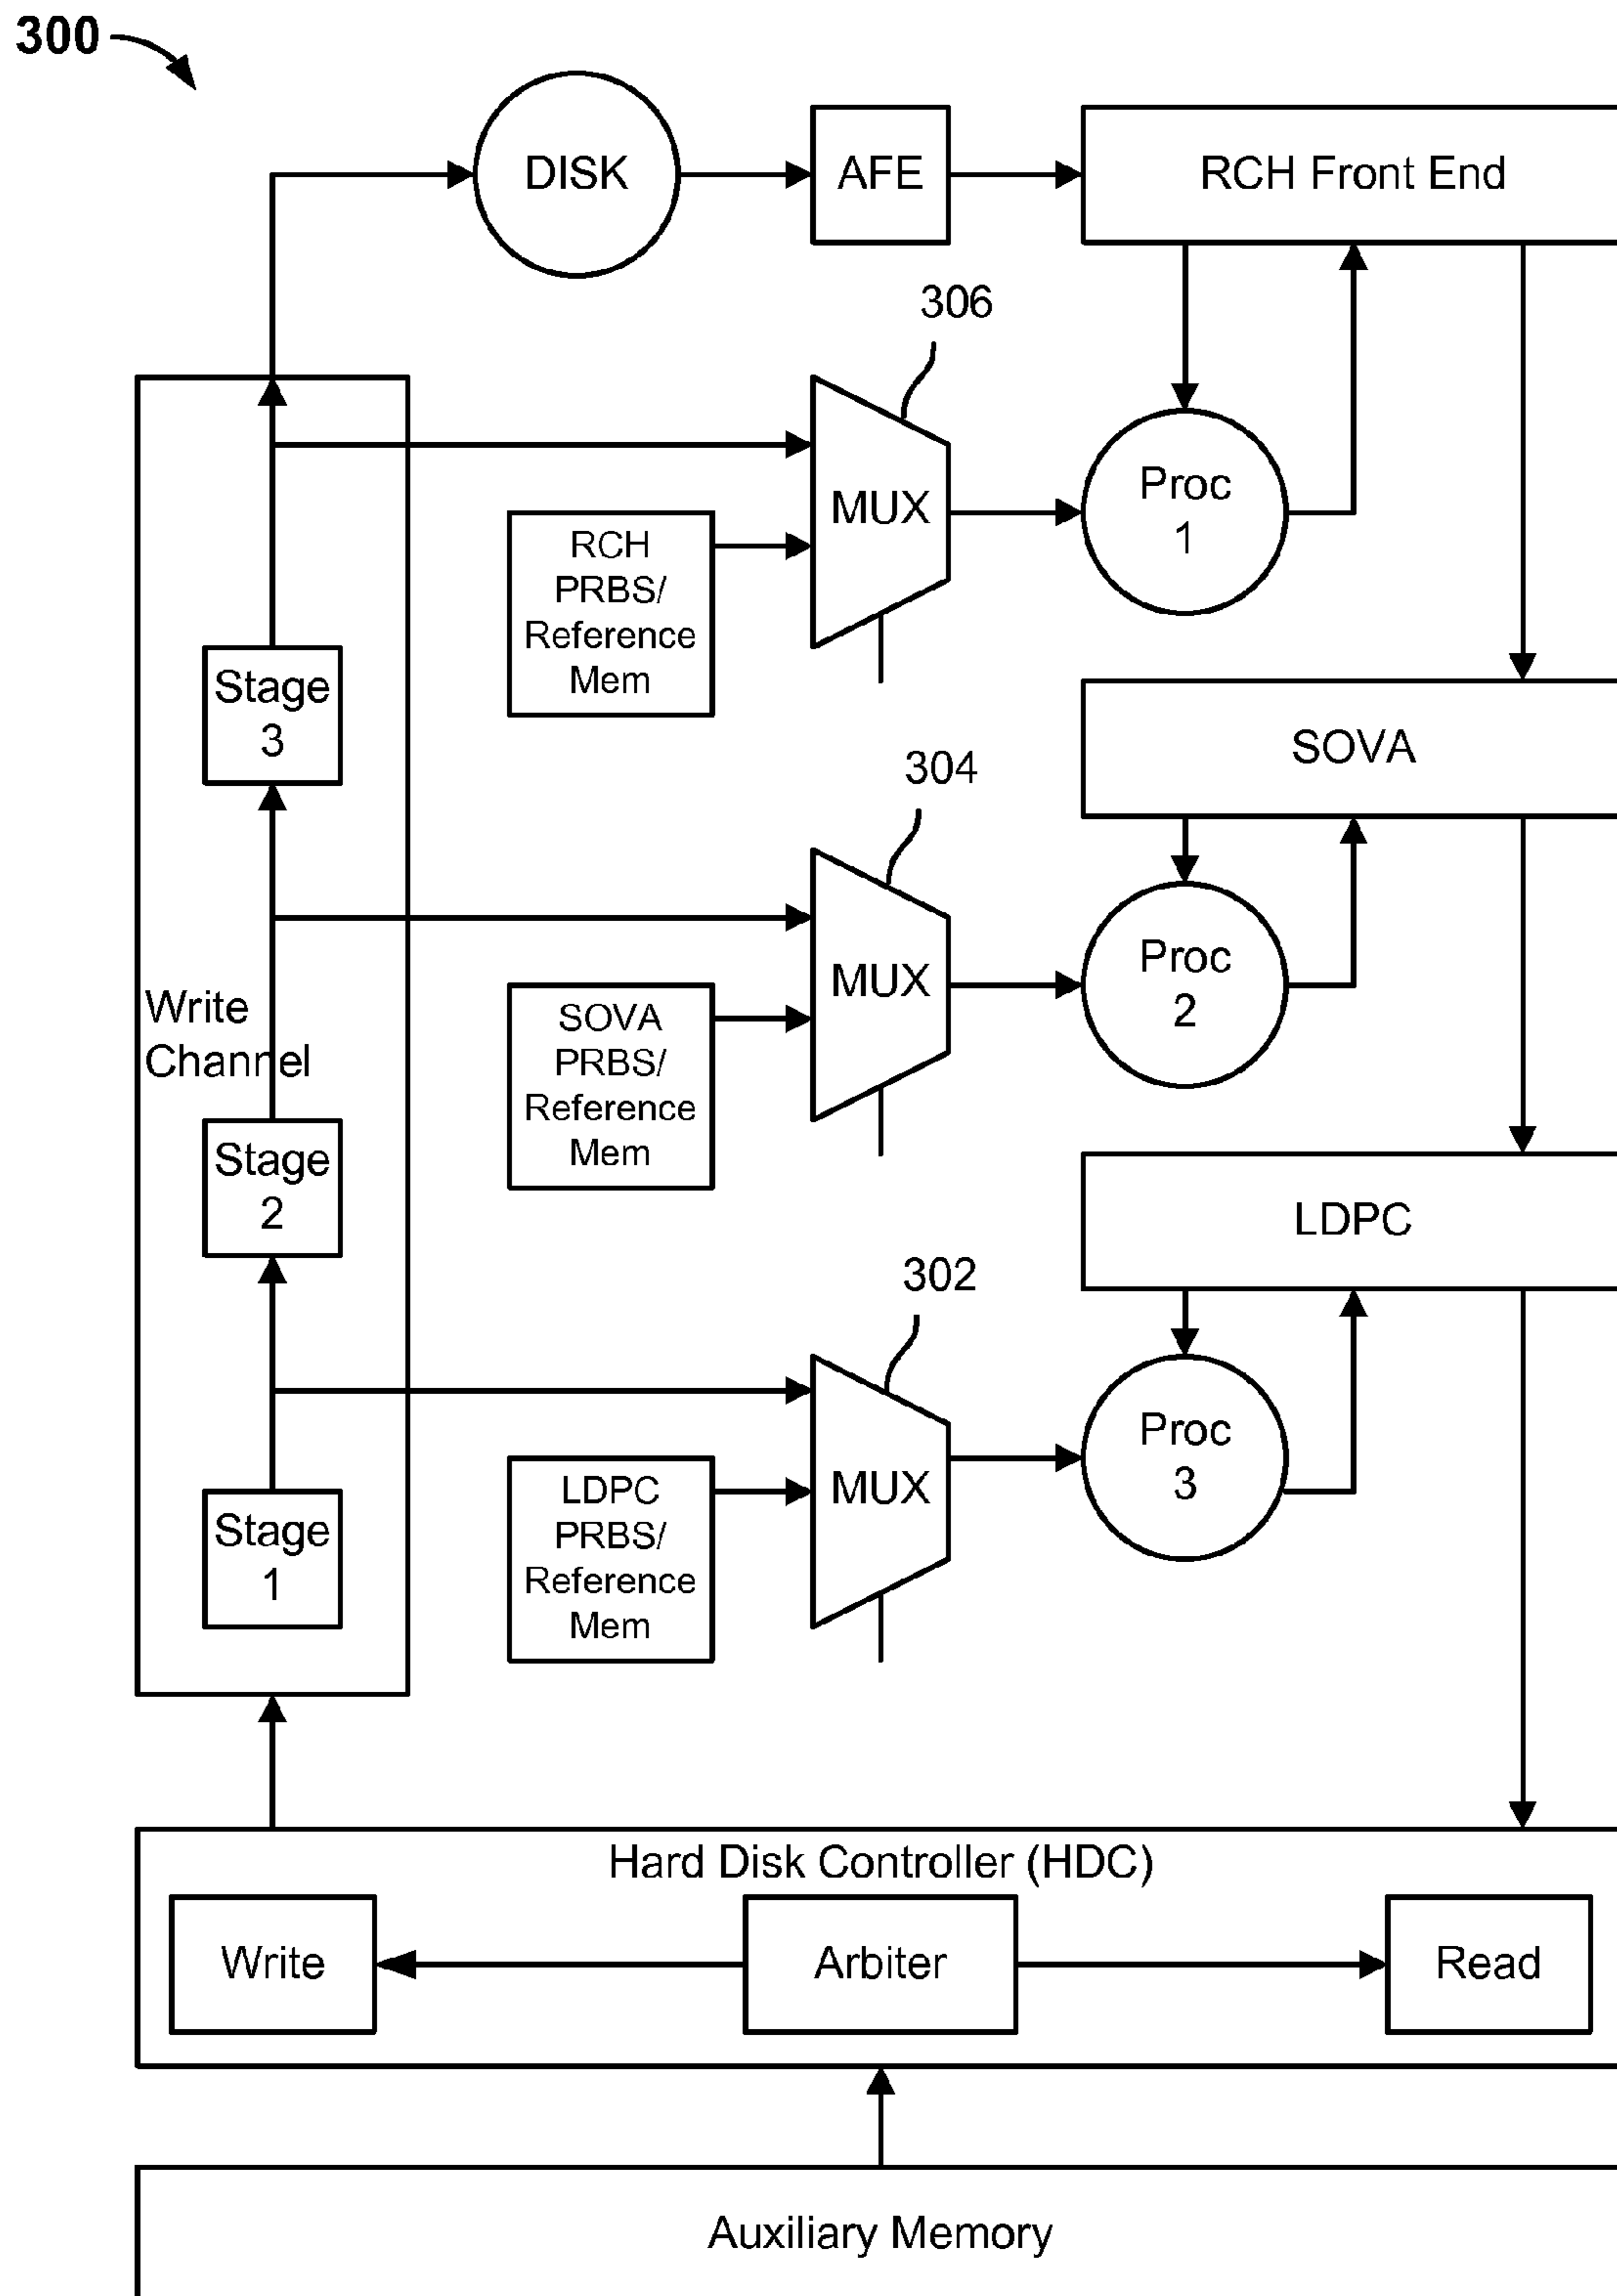 300
DISK
AFE
RCH Front End
306
MUX
Proc
1
RCH
PRBS/
Reference
Mem
Stage
3
SOVA
304
MUX
Proc
2
Write
Channel
SOVA
PRBS/
Reference
Mem
Stage
2
LDPC
302
MUX
Proc
3
LDPC
PRBS/
Reference
Mem
Stage
1
Hard Disk Controller (HDC)
Write
Arbiter
Read
Auxiliary Memory